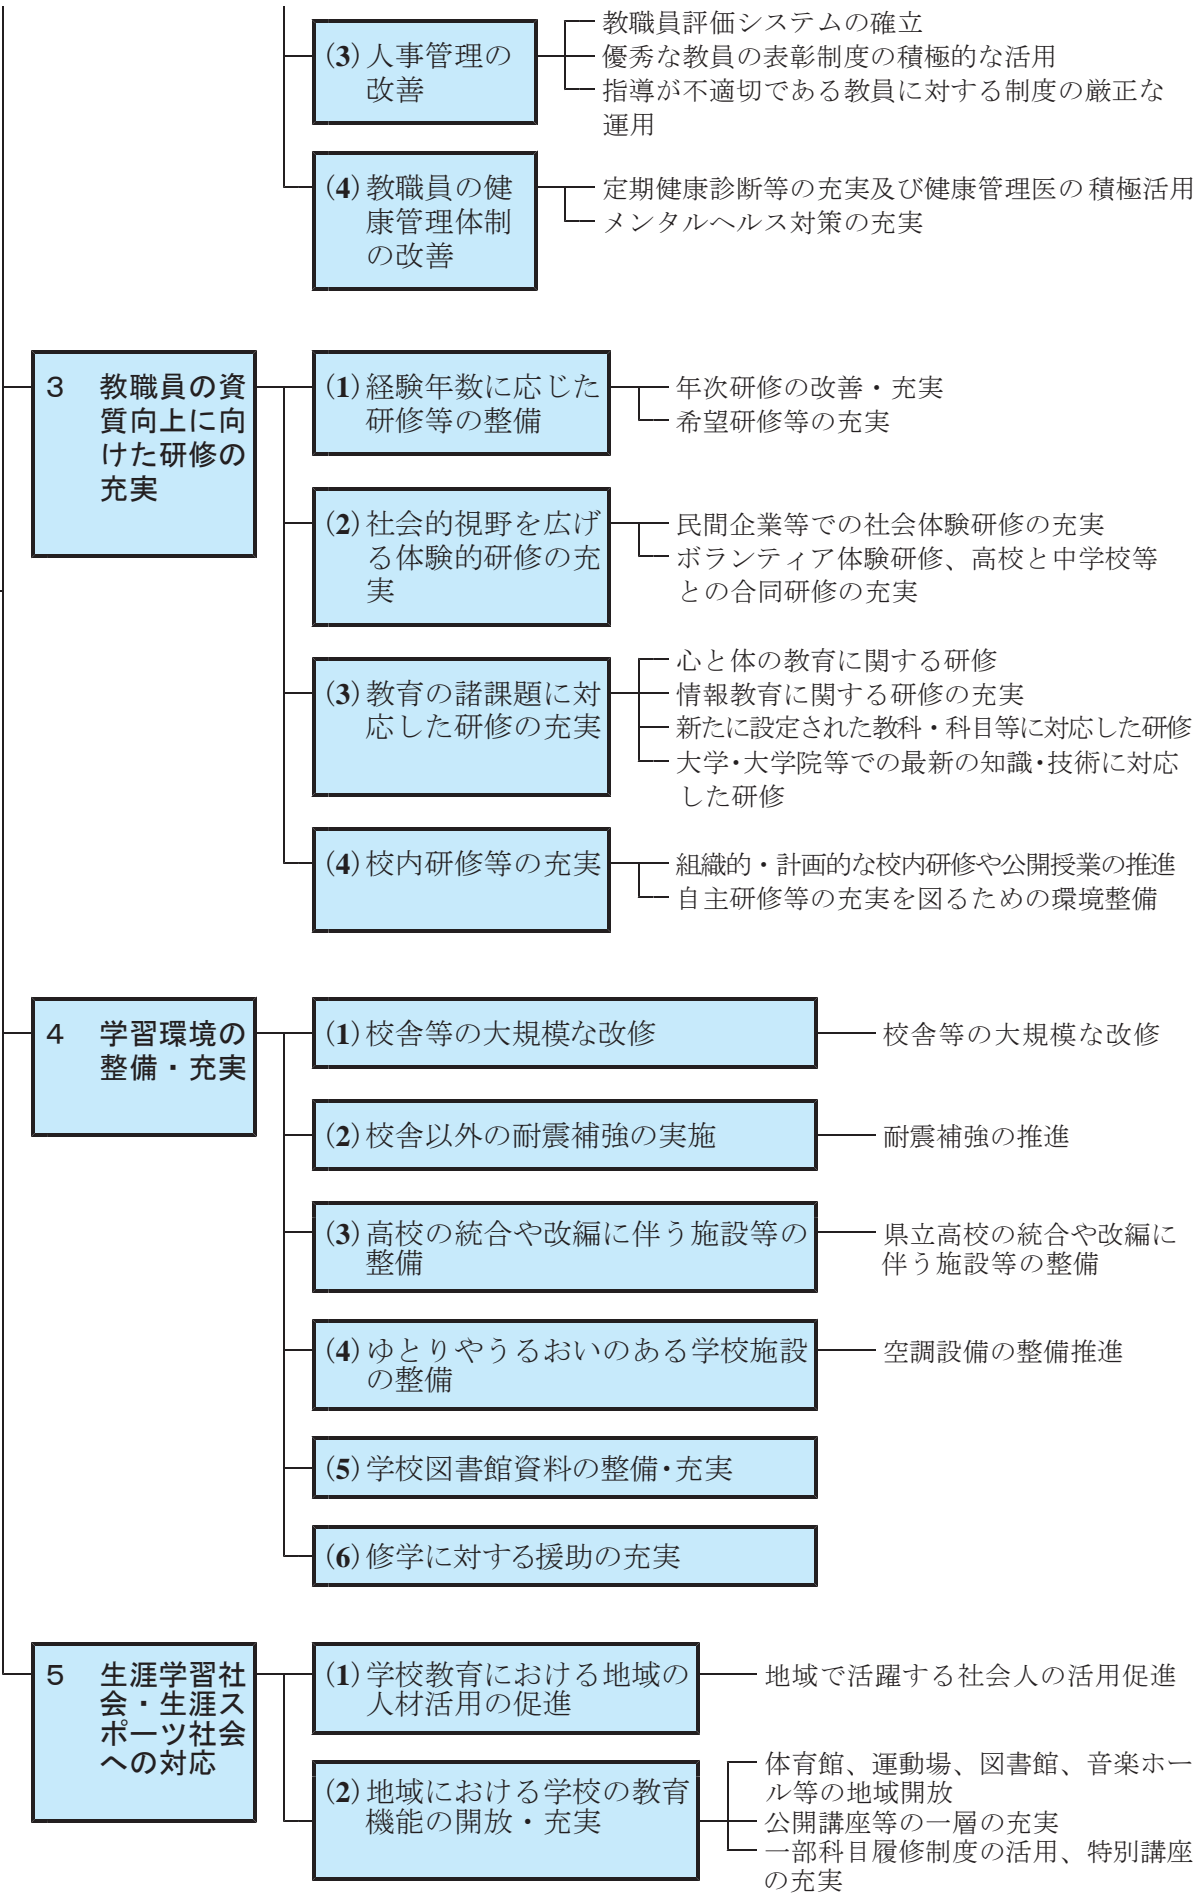 (3)人事管理の
改善
教職員評価システムの確立
優秀な教員の表彰制度の積極的な活用
指導が不適切である教員に対する制度の厳正な
運用
(4)教職員の健
康管理体制
の改善
定期健康診断等の充実及び健康管理医の積極活用
メンタルヘルス対策の充実
3 教職員の資
質向上に向
けた研修の
充実
(1)経験年数に応じた
研修等の整備
年次研修の改善・充実
希望研修等の充実
(2)社会的視野を広げ
る体験的研修の充
実
民間企業等での社会体験研修の充実
ボランティア体験研修、高校と中学校等
との合同研修の充実
(3)教育の諸課題に対
応した研修の充実
心と体の教育に関する研修
情報教育に関する研修の充実
新たに設定された教科・科目等に対応した研修
大学・大学院等での最新の知識・技術に対応
した研修
(4)校内研修等の充実
組織的・計画的な校内研修や公開授業の推進
自主研修等の充実を図るための環境整備
4 学習環境の
整備・充実
(1)校舎等の大規模な改修
校舎等の大規模な改修
(2)校舎以外の耐震補強の実施
耐震補強の推進
(3)高校の統合や改編に伴う施設等の
整備
県立高校の統合や改編に
伴う施設等の整備
(4)ゆとりやうるおいのある学校施設
の整備
空調設備の整備推進
(5)学校図書館資料の整備・充実
(6)修学に対する援助の充実
5 生涯学習社
会・生涯ス
ポーツ社会
への対応
(1)学校教育における地域の
人材活用の促進
地域で活躍する社会人の活用促進
(2)地域における学校の教育
機能の開放・充実
体育館、運動場、図書館、音楽ホー
ル等の地域開放
公開講座等の一層の充実
一部科目履修制度の活用、特別講座
の充実